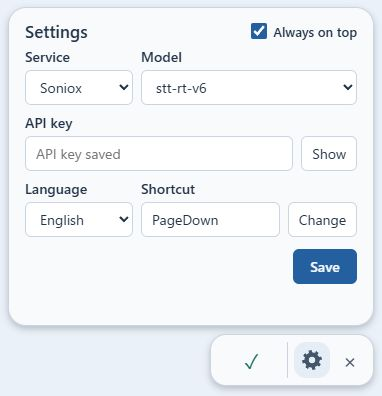 Settings
Always on top
Service Model
Soniox stt-rt-v6
API key
API key saved Show
Language Shortcut
English PageDown Change
Save
✓ ×